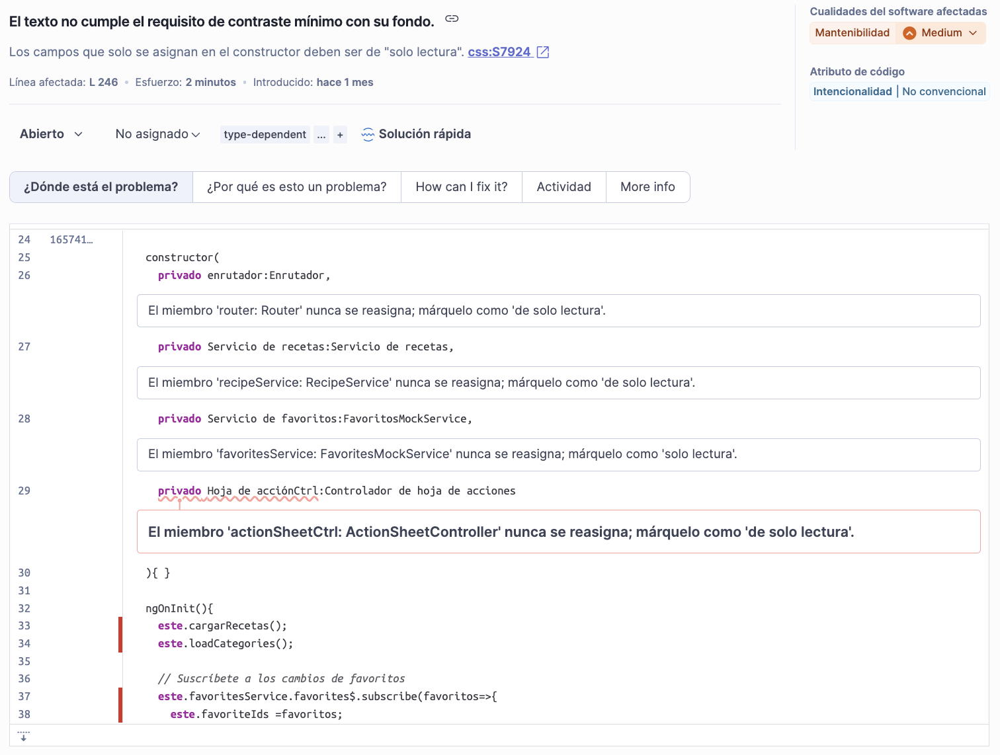 El texto no cumple el requisito de contraste mínimo con su fondo.
Los campos que solo se asignan en el constructor deben ser de "solo lectura". css:S7924
Línea afectada: L 246 • Esfuerzo: 2 minutos • Introducido: hace 1 mes
Cualidades del software afectadas
Mantenibilidad Medium
Atributo de código
Intencionalidad | No convencional
Abierto No asignado type-dependent ... + Solución rápida
¿Dónde está el problema? ¿Por qué es esto un problema? How can I fix it? Actividad More info
24 165741…
25 constructor(
26 privado enrutador:Enrutador,
El miembro 'router: Router' nunca se reasigna; márquelo como 'de solo lectura'.
27 privado Servicio de recetas:Servicio de recetas,
El miembro 'recipeService: RecipeService' nunca se reasigna; márquelo como 'de solo lectura'.
28 privado Servicio de favoritos:FavoritosMockService,
El miembro 'favoritesService: FavoritesMockService' nunca se reasigna; márquelo como 'solo lectura'.
29 privado Hoja de acciónCtrl:Controlador de hoja de acciones
El miembro 'actionSheetCtrl: ActionSheetController' nunca se reasigna; márquelo como 'de solo lectura'.
30 ){ }
31
32 ngOnInit(){
33 este.cargarRecetas();
34 este.loadCategories();
35
36 // Suscríbete a los cambios de favoritos
37 este.favoritesService.favorites$.subscribe(favoritos=>{
38 este.favoriteIds =favoritos;